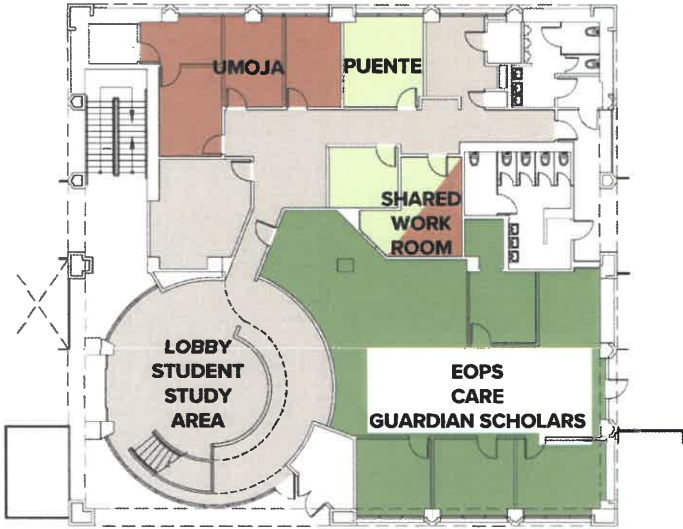 UMOJA
PUENTE
SHARED
WORK
ROOM
LOBBY
STUDENT
STUDY
AREA
EOPS
CARE
GUARDIAN SCHOLARS